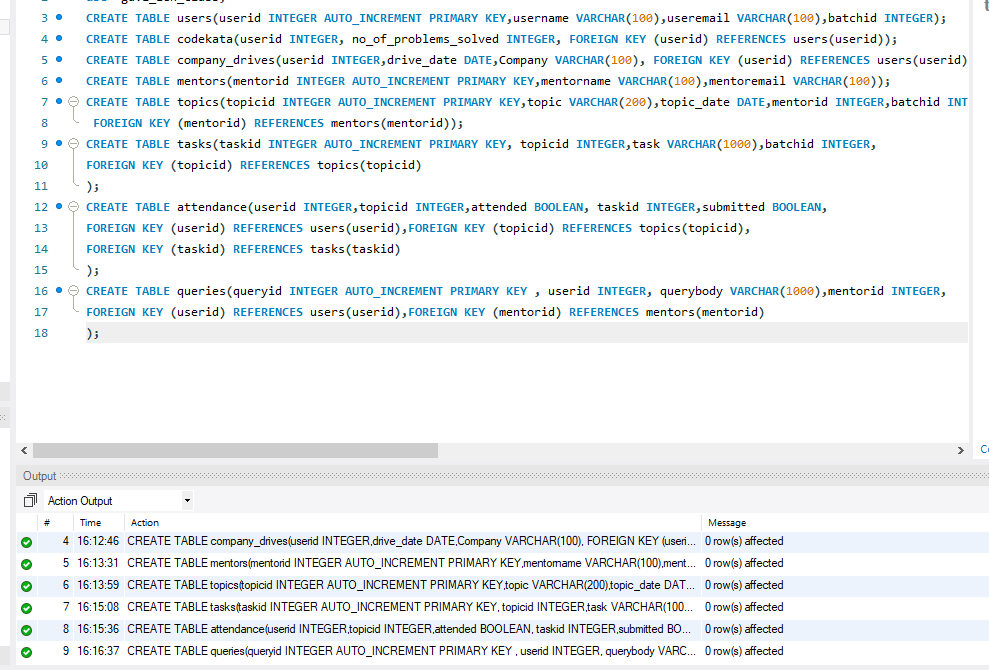 3 CREATE TABLE users(userid INTEGER AUTO_INCREMENT PRIMARY KEY,username VARCHAR(100),useremail VARCHAR(100),batchid INTEGER);
4 CREATE TABLE codekata(userid INTEGER, no_of_problems_solved INTEGER, FOREIGN KEY (userid) REFERENCES users(userid));
5 CREATE TABLE company_drives(userid INTEGER,drive_date DATE,Company VARCHAR(100), FOREIGN KEY (userid) REFERENCES users(userid)
6 CREATE TABLE mentors(mentorid INTEGER AUTO_INCREMENT PRIMARY KEY,mentorname VARCHAR(100),mentoremail VARCHAR(100));
7 CREATE TABLE topics(topicid INTEGER AUTO_INCREMENT PRIMARY KEY,topic VARCHAR(200),topic_date DATE,mentorid INTEGER,batchid INT
8 FOREIGN KEY (mentorid) REFERENCES mentors(mentorid));
9 CREATE TABLE tasks(taskid INTEGER AUTO_INCREMENT PRIMARY KEY, topicid INTEGER,task VARCHAR(1000),batchid INTEGER,
10 FOREIGN KEY (topicid) REFERENCES topics(topicid)
11 );
12 CREATE TABLE attendance(userid INTEGER,topicid INTEGER,attended BOOLEAN, taskid INTEGER,submitted BOOLEAN,
13 FOREIGN KEY (userid) REFERENCES users(userid),FOREIGN KEY (topicid) REFERENCES topics(topicid),
14 FOREIGN KEY (taskid) REFERENCES tasks(taskid)
15 );
16 CREATE TABLE queries(queryid INTEGER AUTO_INCREMENT PRIMARY KEY , userid INTEGER, querybody VARCHAR(1000),mentorid INTEGER,
17 FOREIGN KEY (userid) REFERENCES users(userid),FOREIGN KEY (mentorid) REFERENCES mentors(mentorid)
18 );
Output
Action Output
# Time Action Message
4 16:12:46 CREATE TABLE company_drives(userid INTEGER,drive_date DATE,Company VARCHAR(100), FOREIGN KEY (useri... 0 row(s) affected
5 16:13:31 CREATE TABLE mentors(mentorid INTEGER AUTO_INCREMENT PRIMARY KEY,mentorname VARCHAR(100),ment... 0 row(s) affected
6 16:13:59 CREATE TABLE topics(topicid INTEGER AUTO_INCREMENT PRIMARY KEY,topic VARCHAR(200),topic_date DAT... 0 row(s) affected
7 16:15:08 CREATE TABLE tasks(taskid INTEGER AUTO_INCREMENT PRIMARY KEY, topicid INTEGER,task VARCHAR(100... 0 row(s) affected
8 16:15:36 CREATE TABLE attendance(userid INTEGER,topicid INTEGER,attended BOOLEAN, taskid INTEGER,submitted BO... 0 row(s) affected
9 16:16:37 CREATE TABLE queries(queryid INTEGER AUTO_INCREMENT PRIMARY KEY , userid INTEGER, querybody VARC... 0 row(s) affected